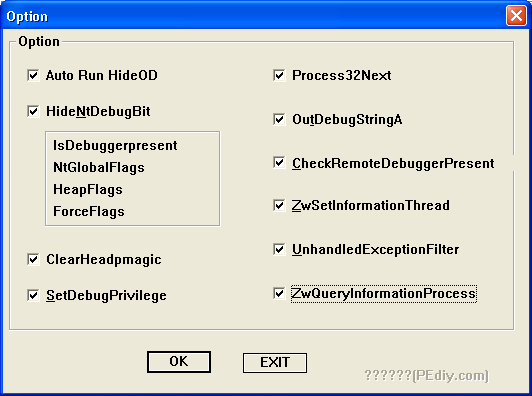 Option
Option
Auto Run HideOD
HideNtDebugBit
IsDebuggerpresent
NtGlobalFlags
HeapFlags
ForceFlags
ClearHeadpmagic
SetDebugPrivilege
Process32Next
OutDebugStringA
CheckRemoteDebuggerPresent
ZwSetInformationThread
UnhandledExceptionFilter
ZwQueryInformationProcess
OK
EXIT
??????(PEdiy.com)